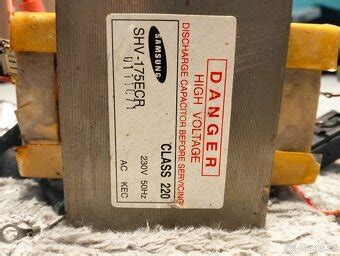 SAMSUNG
SHV-175ECR
CLASS 220
230V 50Hz
AC KEC
DANGER
HIGH VOLTAGE
DISCHARGE CAPACITOR BEFORE SERVICING